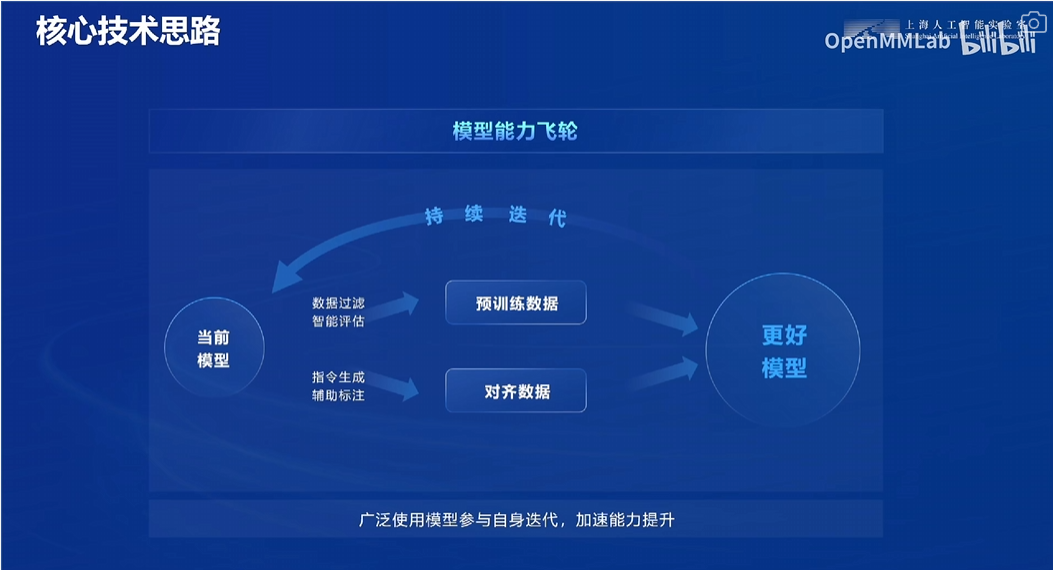 核心技术思路
上海人工智能实验室
Shanghai Artificial Intelligence Laboratory
OpenMMLab bilibili
模型能力飞轮
持续迭代
数据过滤
智能评估
预训练数据
当前
模型
更好
模型
指令生成
辅助标注
对齐数据
广泛使用模型参与自身迭代，加速能力提升